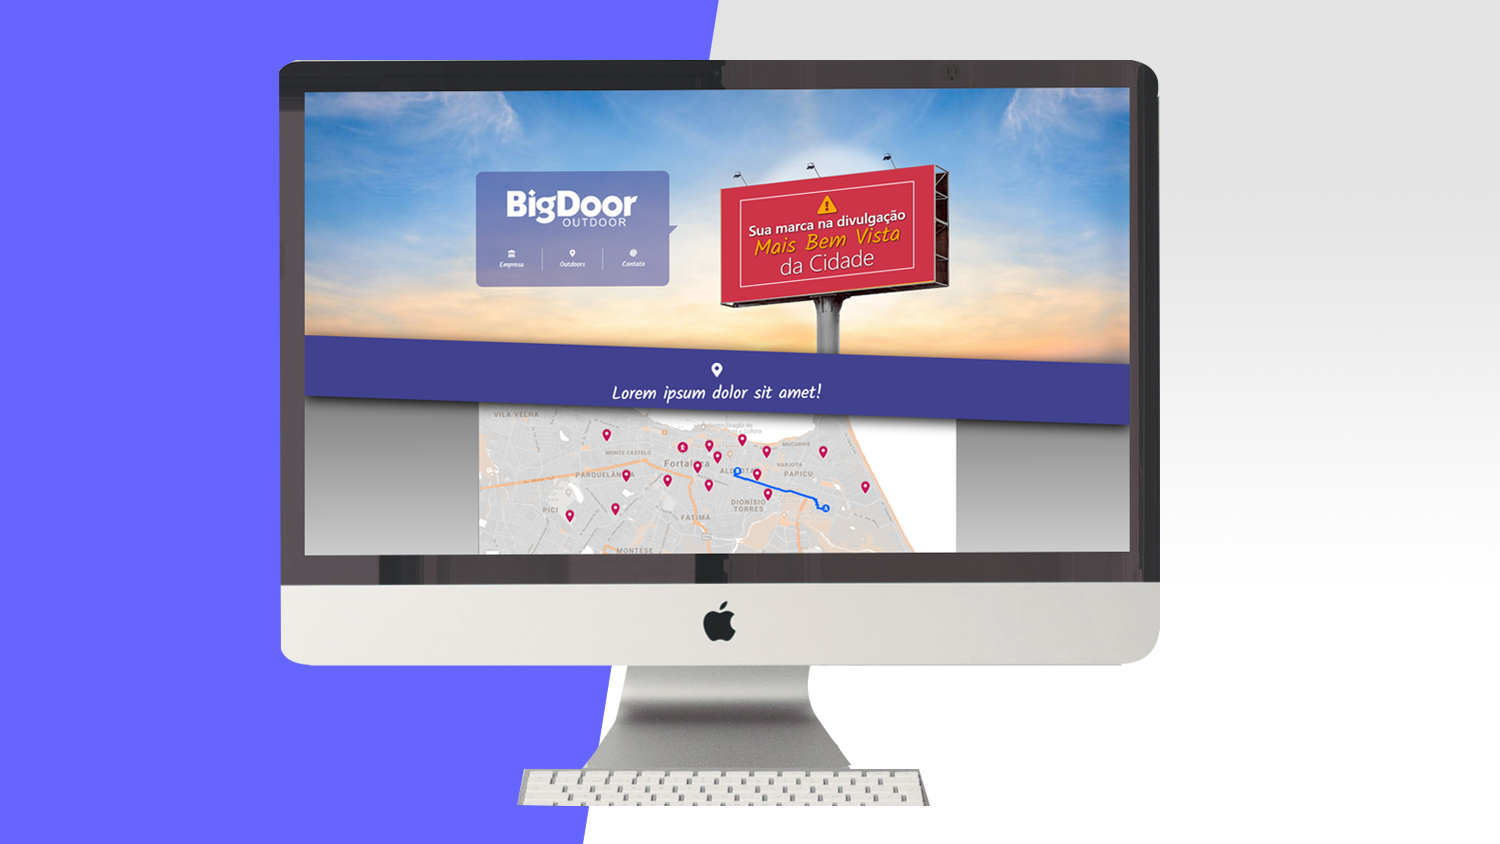 BigDoor
OUTDOOR
Empresa
Outdoors
Contato
Sua marca na divulgação
Mais Bem Vista
da Cidade
Lorem ipsum dolor sit amet!
VILA VELHA
MONTE CASTELO
MUCURIPE
Fortaleza
VARJOTA
PARQUELÂNDIA
ALDEOTA
PAPICU
DIONÍSIO
TORRES
PICI
FATIMA
MONTESE